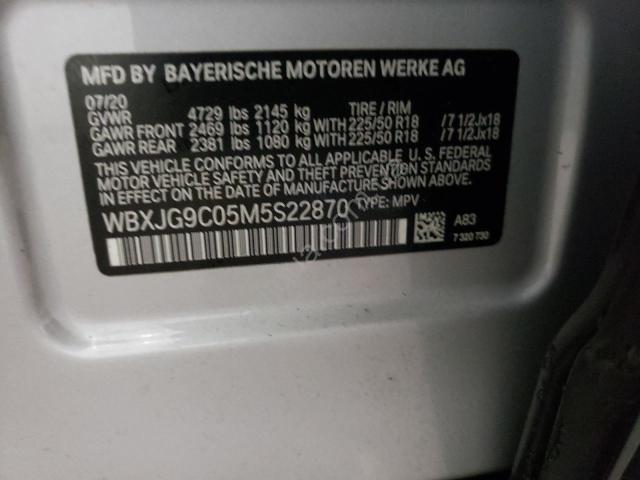 MFD BY BAYERISCHE MOTOREN WERKE AG
07/20
GVWR 4729 lbs 2145 kg TIRE / RIM
GAWR FRONT 2469 lbs 1120 kg WITH 225/50 R18 /7 1/2Jx18
GAWR REAR 2381 lbs 1080 kg WITH 225/50 R18 /7 1/2Jx18
THIS VEHICLE CONFORMS TO ALL APPLICABLE U. S. FEDERAL
MOTOR VEHICLE SAFETY AND THEFT PREVENTION STANDARDS
IN EFFECT ON THE DATE OF MANUFACTURE SHOWN ABOVE.
WBXJG9C05M5S22870 TYPE: MPV
A83
7 320 730